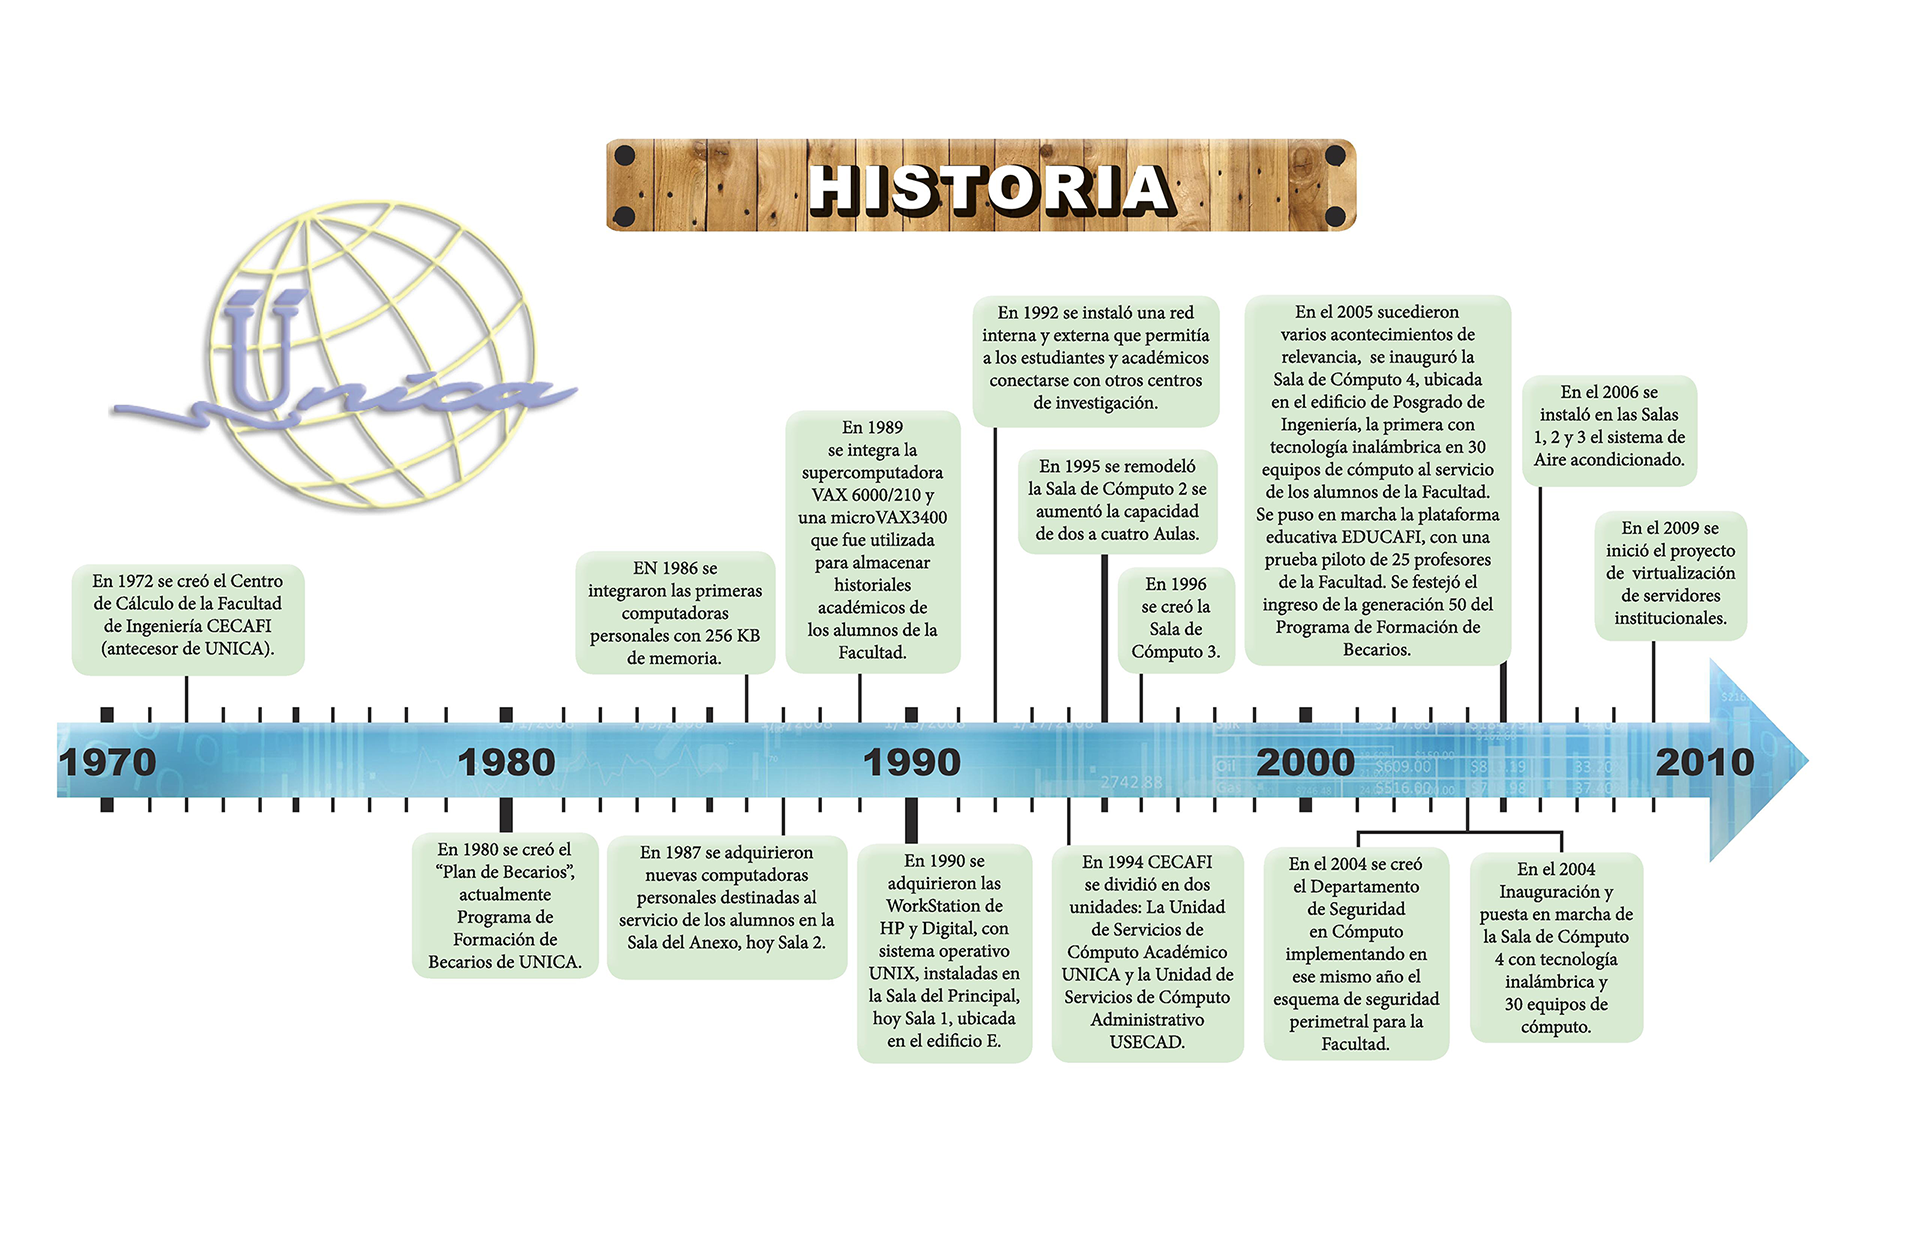 HISTORIA
Unica
En 1972 se creó el Centro
de Cálculo de la Facultad
de Ingeniería CECAFI
(antecesor de UNICA).
EN 1986 se
integraron las primeras
computadoras
personales con 256 KB
de memoria.
En 1989
se integra la
supercomputadora
VAX 6000/210 y
una microVAX3400
que fue utilizada
para almacenar
historiales
académicos de
los alumnos de la
Facultad.
En 1992 se instaló una red
interna y externa que permitía
a los estudiantes y académicos
conectarse con otros centros
de investigación.
En 1995 se remodeló
la Sala de Cómputo 2 se
aumentó la capacidad
de dos a cuatro Aulas.
En 1996
se creó la
Sala de
Cómputo 3.
En el 2005 sucedieron
varios acontecimientos de
relevancia, se inauguró la
Sala de Cómputo 4, ubicada
en el edificio de Posgrado de
Ingeniería, la primera con
tecnología inalámbrica en 30
equipos de cómputo al servicio
de los alumnos de la Facultad.
Se puso en marcha la plataforma
educativa EDUCAFI, con una
prueba piloto de 25 profesores
de la Facultad. Se festejó el
ingreso de la generación 50 del
Programa de Formación de
Becarios.
En el 2006 se
instaló en las Salas
1, 2 y 3 el sistema de
Aire acondicionado.
En el 2009 se
inició el proyecto
de virtualización
de servidores
institucionales.
1970 1980 1990 2000 2010
2742.88
Oil $609.00
Gas $516.00
En 1980 se creó el
“Plan de Becarios”,
actualmente
Programa de
Formación de
Becarios de UNICA.
En 1987 se adquirieron
nuevas computadoras
personales destinadas al
servicio de los alumnos en la
Sala del Anexo, hoy Sala 2.
En 1990 se
adquirieron las
WorkStation de
HP y Digital, con
sistema operativo
UNIX, instaladas en
la Sala del Principal,
hoy Sala 1, ubicada
en el edificio E.
En 1994 CECAFI
se dividió en dos
unidades: La Unidad
de Servicios de
Cómputo Académico
UNICA y la Unidad de
Servicios de Cómputo
Administrativo
USECAD.
En el 2004 se creó
el Departamento
de Seguridad
en Cómputo
implementando en
ese mismo año el
esquema de seguridad
perimetral para la
Facultad.
En el 2004
Inauguración y
puesta en marcha de
la Sala de Cómputo
4 con tecnología
inalámbrica y
30 equipos de
cómputo.